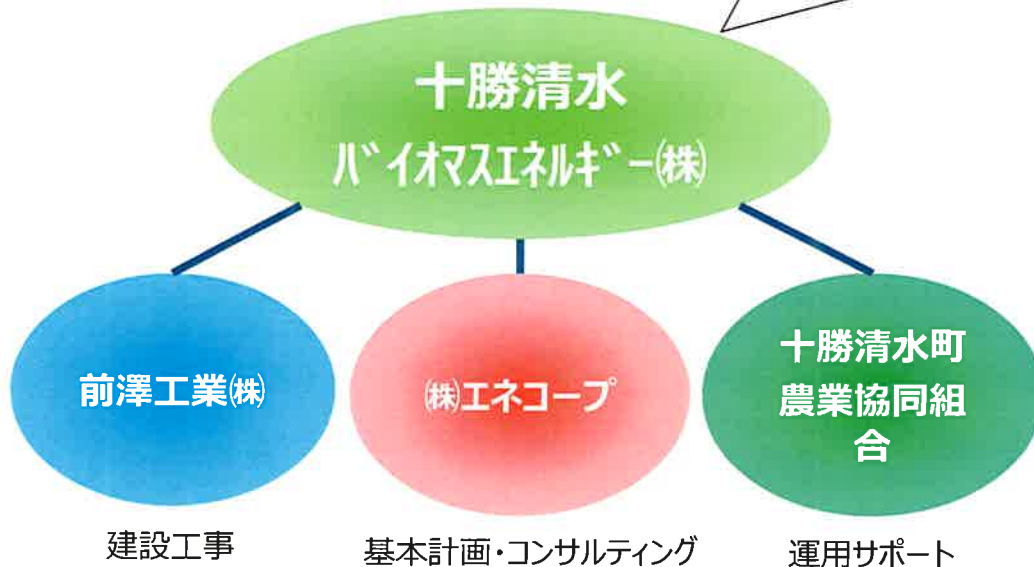 十勝清水
ﾊﾞｲｵﾏｽｴﾈﾙｷﾞｰ㈱
前澤工業㈱
㈱エネコープ
十勝清水町
農業協同組
合
建設工事
基本計画・コンサルティング
運用サポート